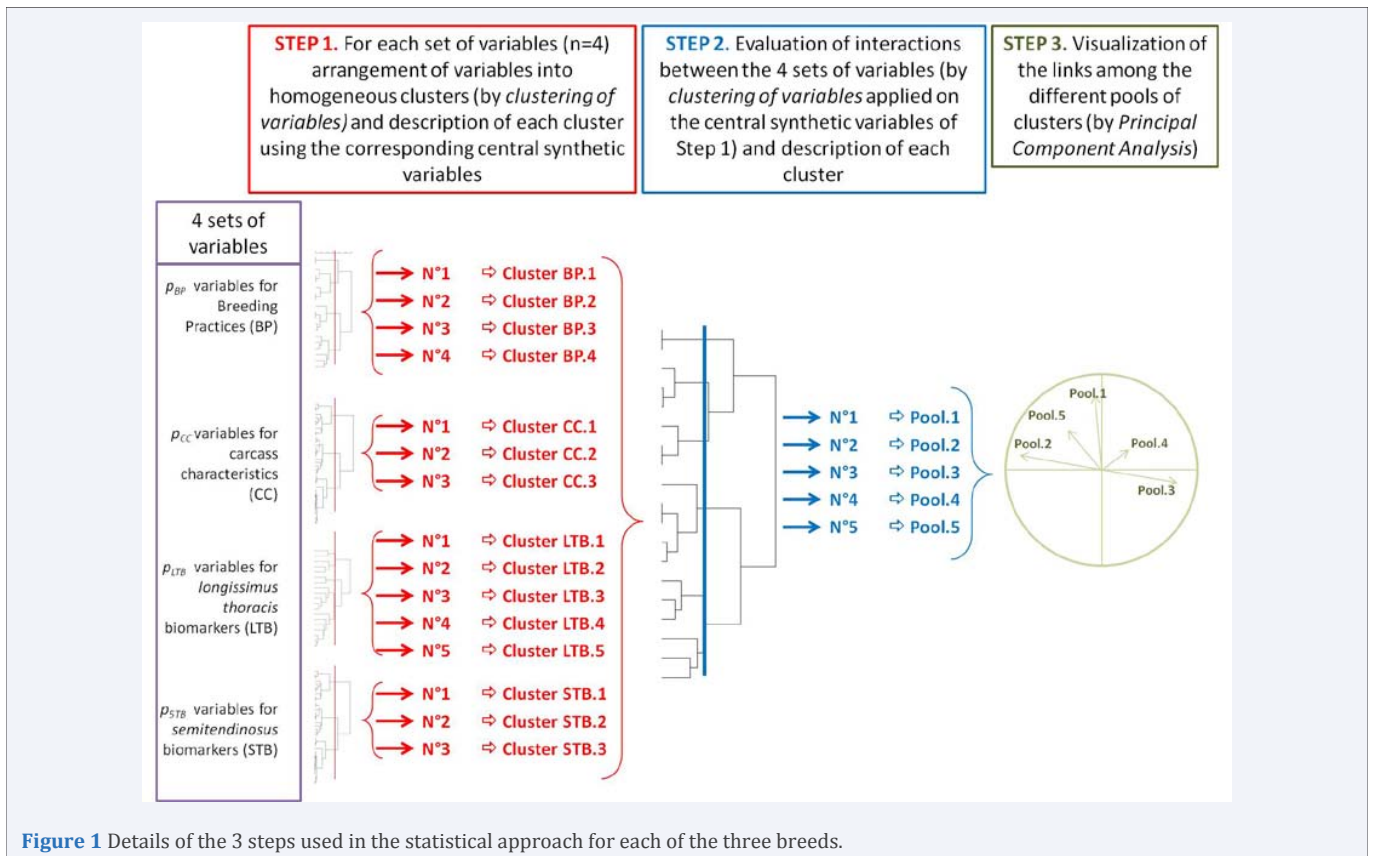 STEP 1. For each set of variables (n=4)
arrangement of variables into
homogeneous clusters (by clustering of
variables) and description of each cluster
using the corresponding central synthetic
variables
STEP 2. Evaluation of interactions
between the 4 sets of variables (by
clustering of variables applied on
the central synthetic variables of
Step 1) and description of each
cluster
STEP 3. Visualization of
the links among the
different pools of
clusters (by Principal
Component Analysis)
4 sets of
variables
pBP variables for
Breeding
Practices (BP)
N°1 ⇨ Cluster BP.1
N°2 ⇨ Cluster BP.2
N°3 ⇨ Cluster BP.3
N°4 ⇨ Cluster BP.4
pCC variables for
carcass
characteristics
(CC)
N°1 ⇨ Cluster CC.1
N°2 ⇨ Cluster CC.2
N°3 ⇨ Cluster CC.3
pLTB variables for
longissimus
thoracis
biomarkers (LTB)
N°1 ⇨ Cluster LTB.1
N°2 ⇨ Cluster LTB.2
N°3 ⇨ Cluster LTB.3
N°4 ⇨ Cluster LTB.4
N°5 ⇨ Cluster LTB.5
pSTB variables for
semitendinosus
biomarkers (STB)
N°1 ⇨ Cluster STB.1
N°2 ⇨ Cluster STB.2
N°3 ⇨ Cluster STB.3
N°1 ⇨ Pool.1
N°2 ⇨ Pool.2
N°3 ⇨ Pool.3
N°4 ⇨ Pool.4
N°5 ⇨ Pool.5
Pool.1
Pool.5
Pool.2
Pool.4
Pool.3
Figure 1 Details of the 3 steps used in the statistical approach for each of the three breeds.